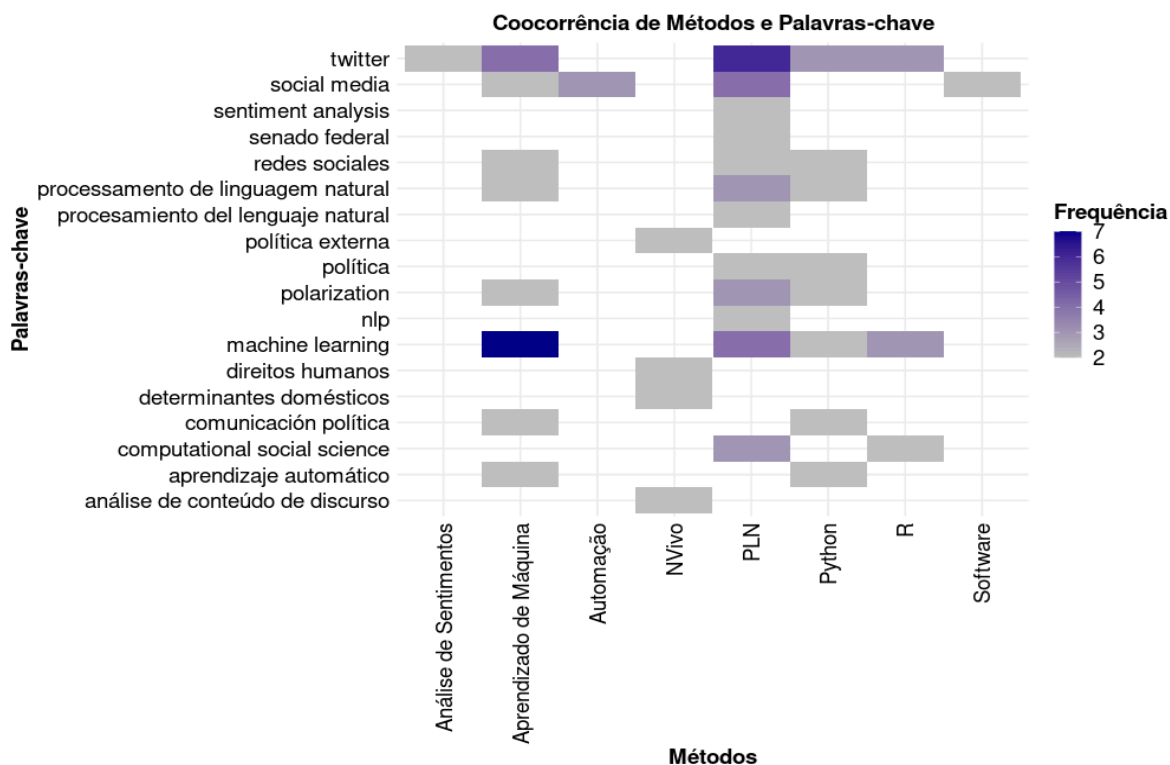 Coocorrência de Métodos e Palavras-chave
Palavras-chave
twitter
social media
sentiment analysis
senado federal
redes sociales
processamento de linguagem natural
procesamiento del lenguaje natural
política externa
política
polarization
nlp
machine learning
direitos humanos
determinantes domésticos
comunicación política
computational social science
aprendizaje automático
análise de conteúdo de discurso
Análise de Sentimentos
Aprendizado de Máquina
Automação
NVivo
PLN
Python
R
Software
Métodos
Frequência
7
6
5
4
3
2